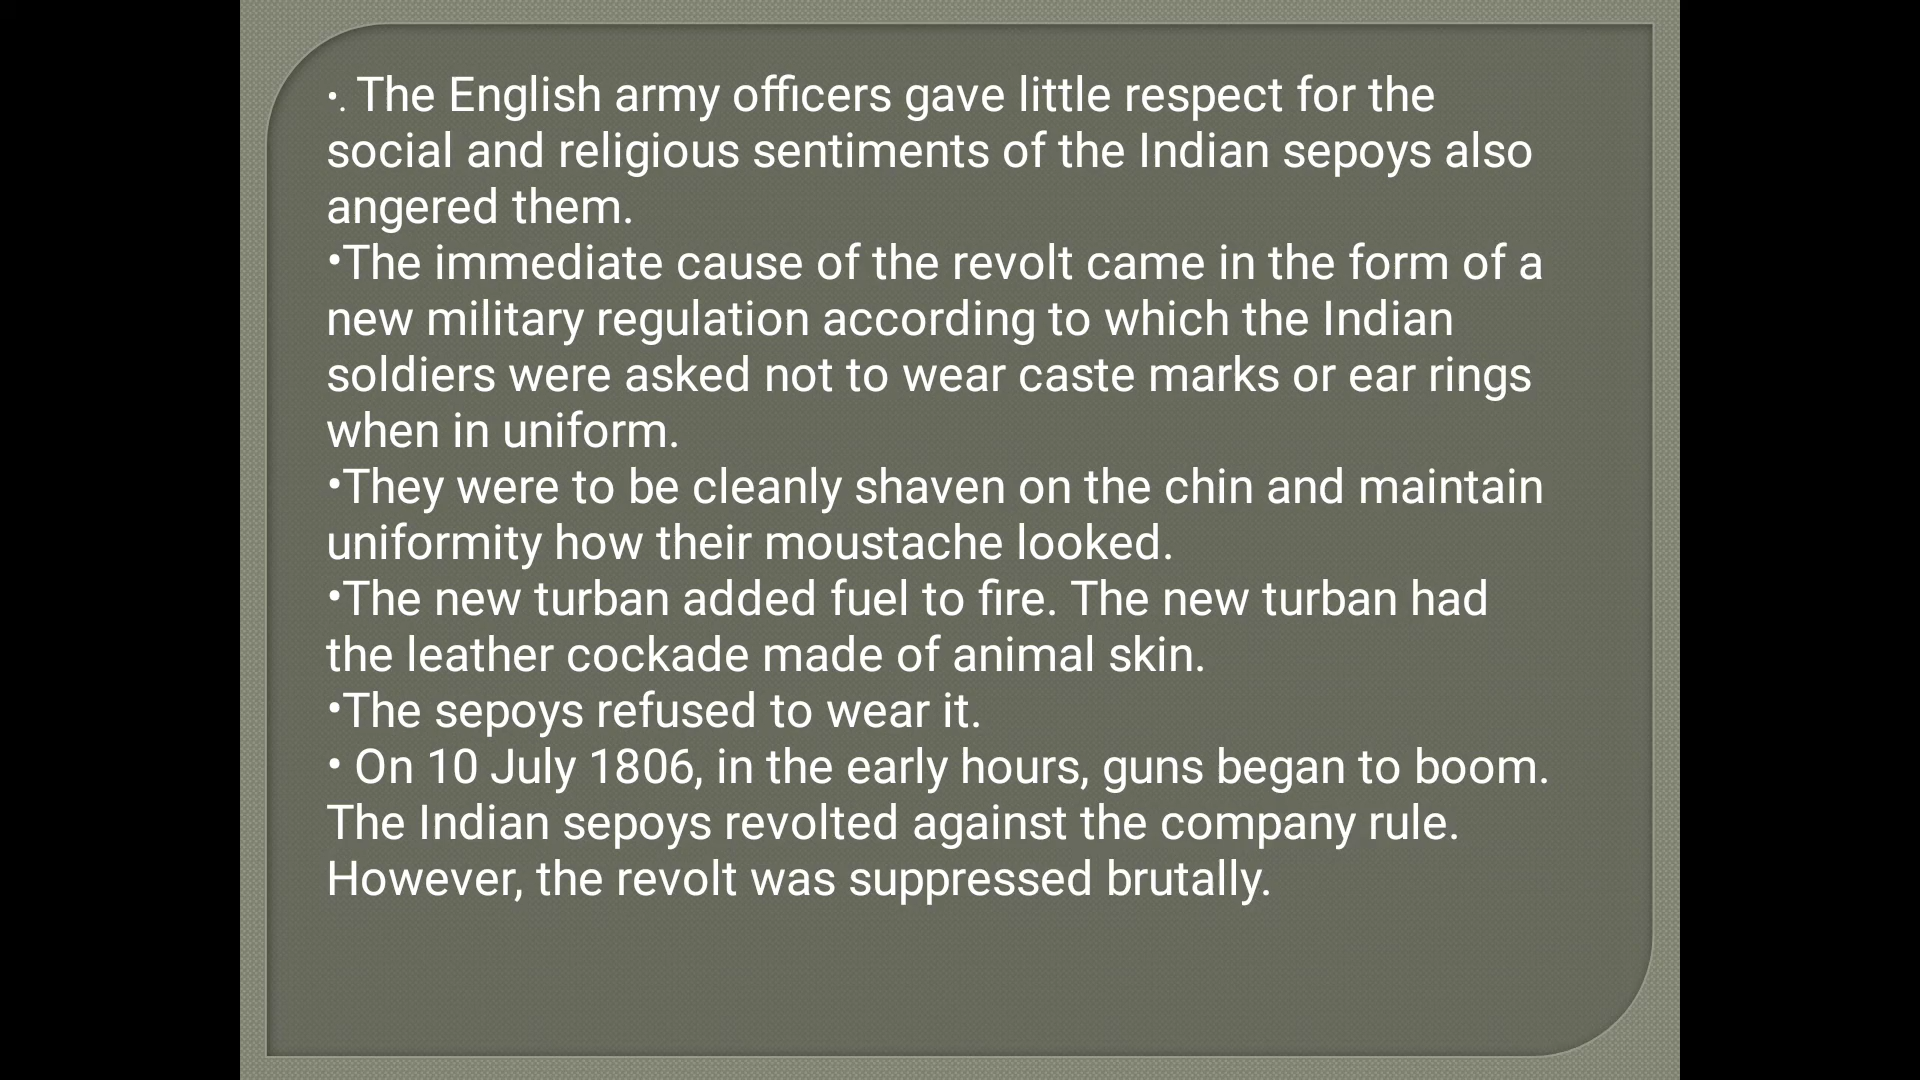 •. The English army officers gave little respect for the
social and religious sentiments of the Indian sepoys also
angered them.
•The immediate cause of the revolt came in the form of a
new military regulation according to which the Indian
soldiers were asked not to wear caste marks or ear rings
when in uniform.
•They were to be cleanly shaven on the chin and maintain
uniformity how their moustache looked.
•The new turban added fuel to fire. The new turban had
the leather cockade made of animal skin.
•The sepoys refused to wear it.
• On 10 July 1806, in the early hours, guns began to boom.
The Indian sepoys revolted against the company rule.
However, the revolt was suppressed brutally.